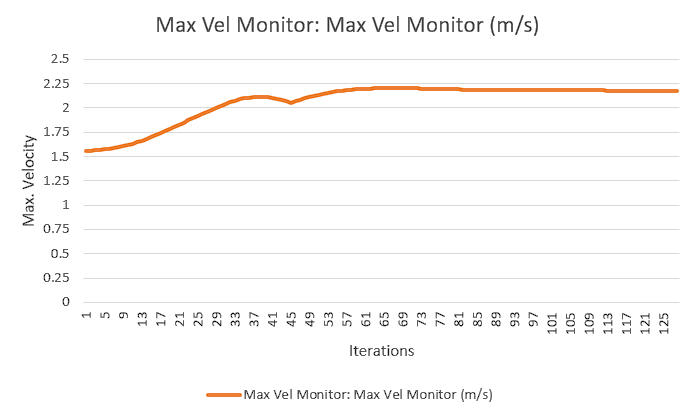 Max Vel Monitor: Max Vel Monitor (m/s)
2.5
2.25
2
1.75
1.5
1.25
1
0.75
0.5
0.25
0
Max. Velocity
1 5 9 13 17 21 25 29 33 37 41 45 49 53 57 61 65 69 73 77 81 85 89 93 97 101 105 109 113 117 121 125
Iterations
Max Vel Monitor: Max Vel Monitor (m/s)